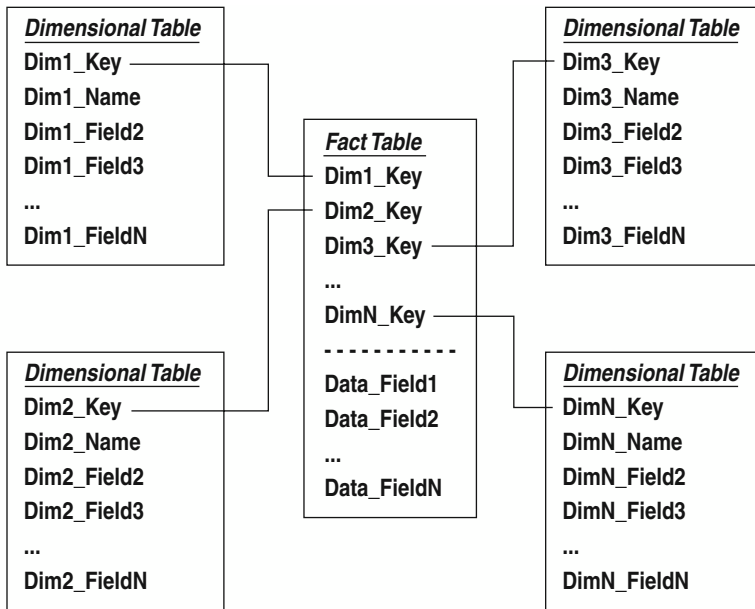 Dimensional Table
Dim1_Key
Dim1_Name
Dim1_Field2
Dim1_Field3
...
Dim1_FieldN
Dimensional Table
Dim2_Key
Dim2_Name
Dim2_Field2
Dim2_Field3
...
Dim2_FieldN
Fact Table
Dim1_Key
Dim2_Key
Dim3_Key
...
DimN_Key
- - - - - - - - - - -
Data_Field1
Data_Field2
...
Data_FieldN
Dimensional Table
Dim3_Key
Dim3_Name
Dim3_Field2
Dim3_Field3
...
Dim3_FieldN
Dimensional Table
DimN_Key
DimN_Name
DimN_Field2
DimN_Field3
...
DimN_FieldN